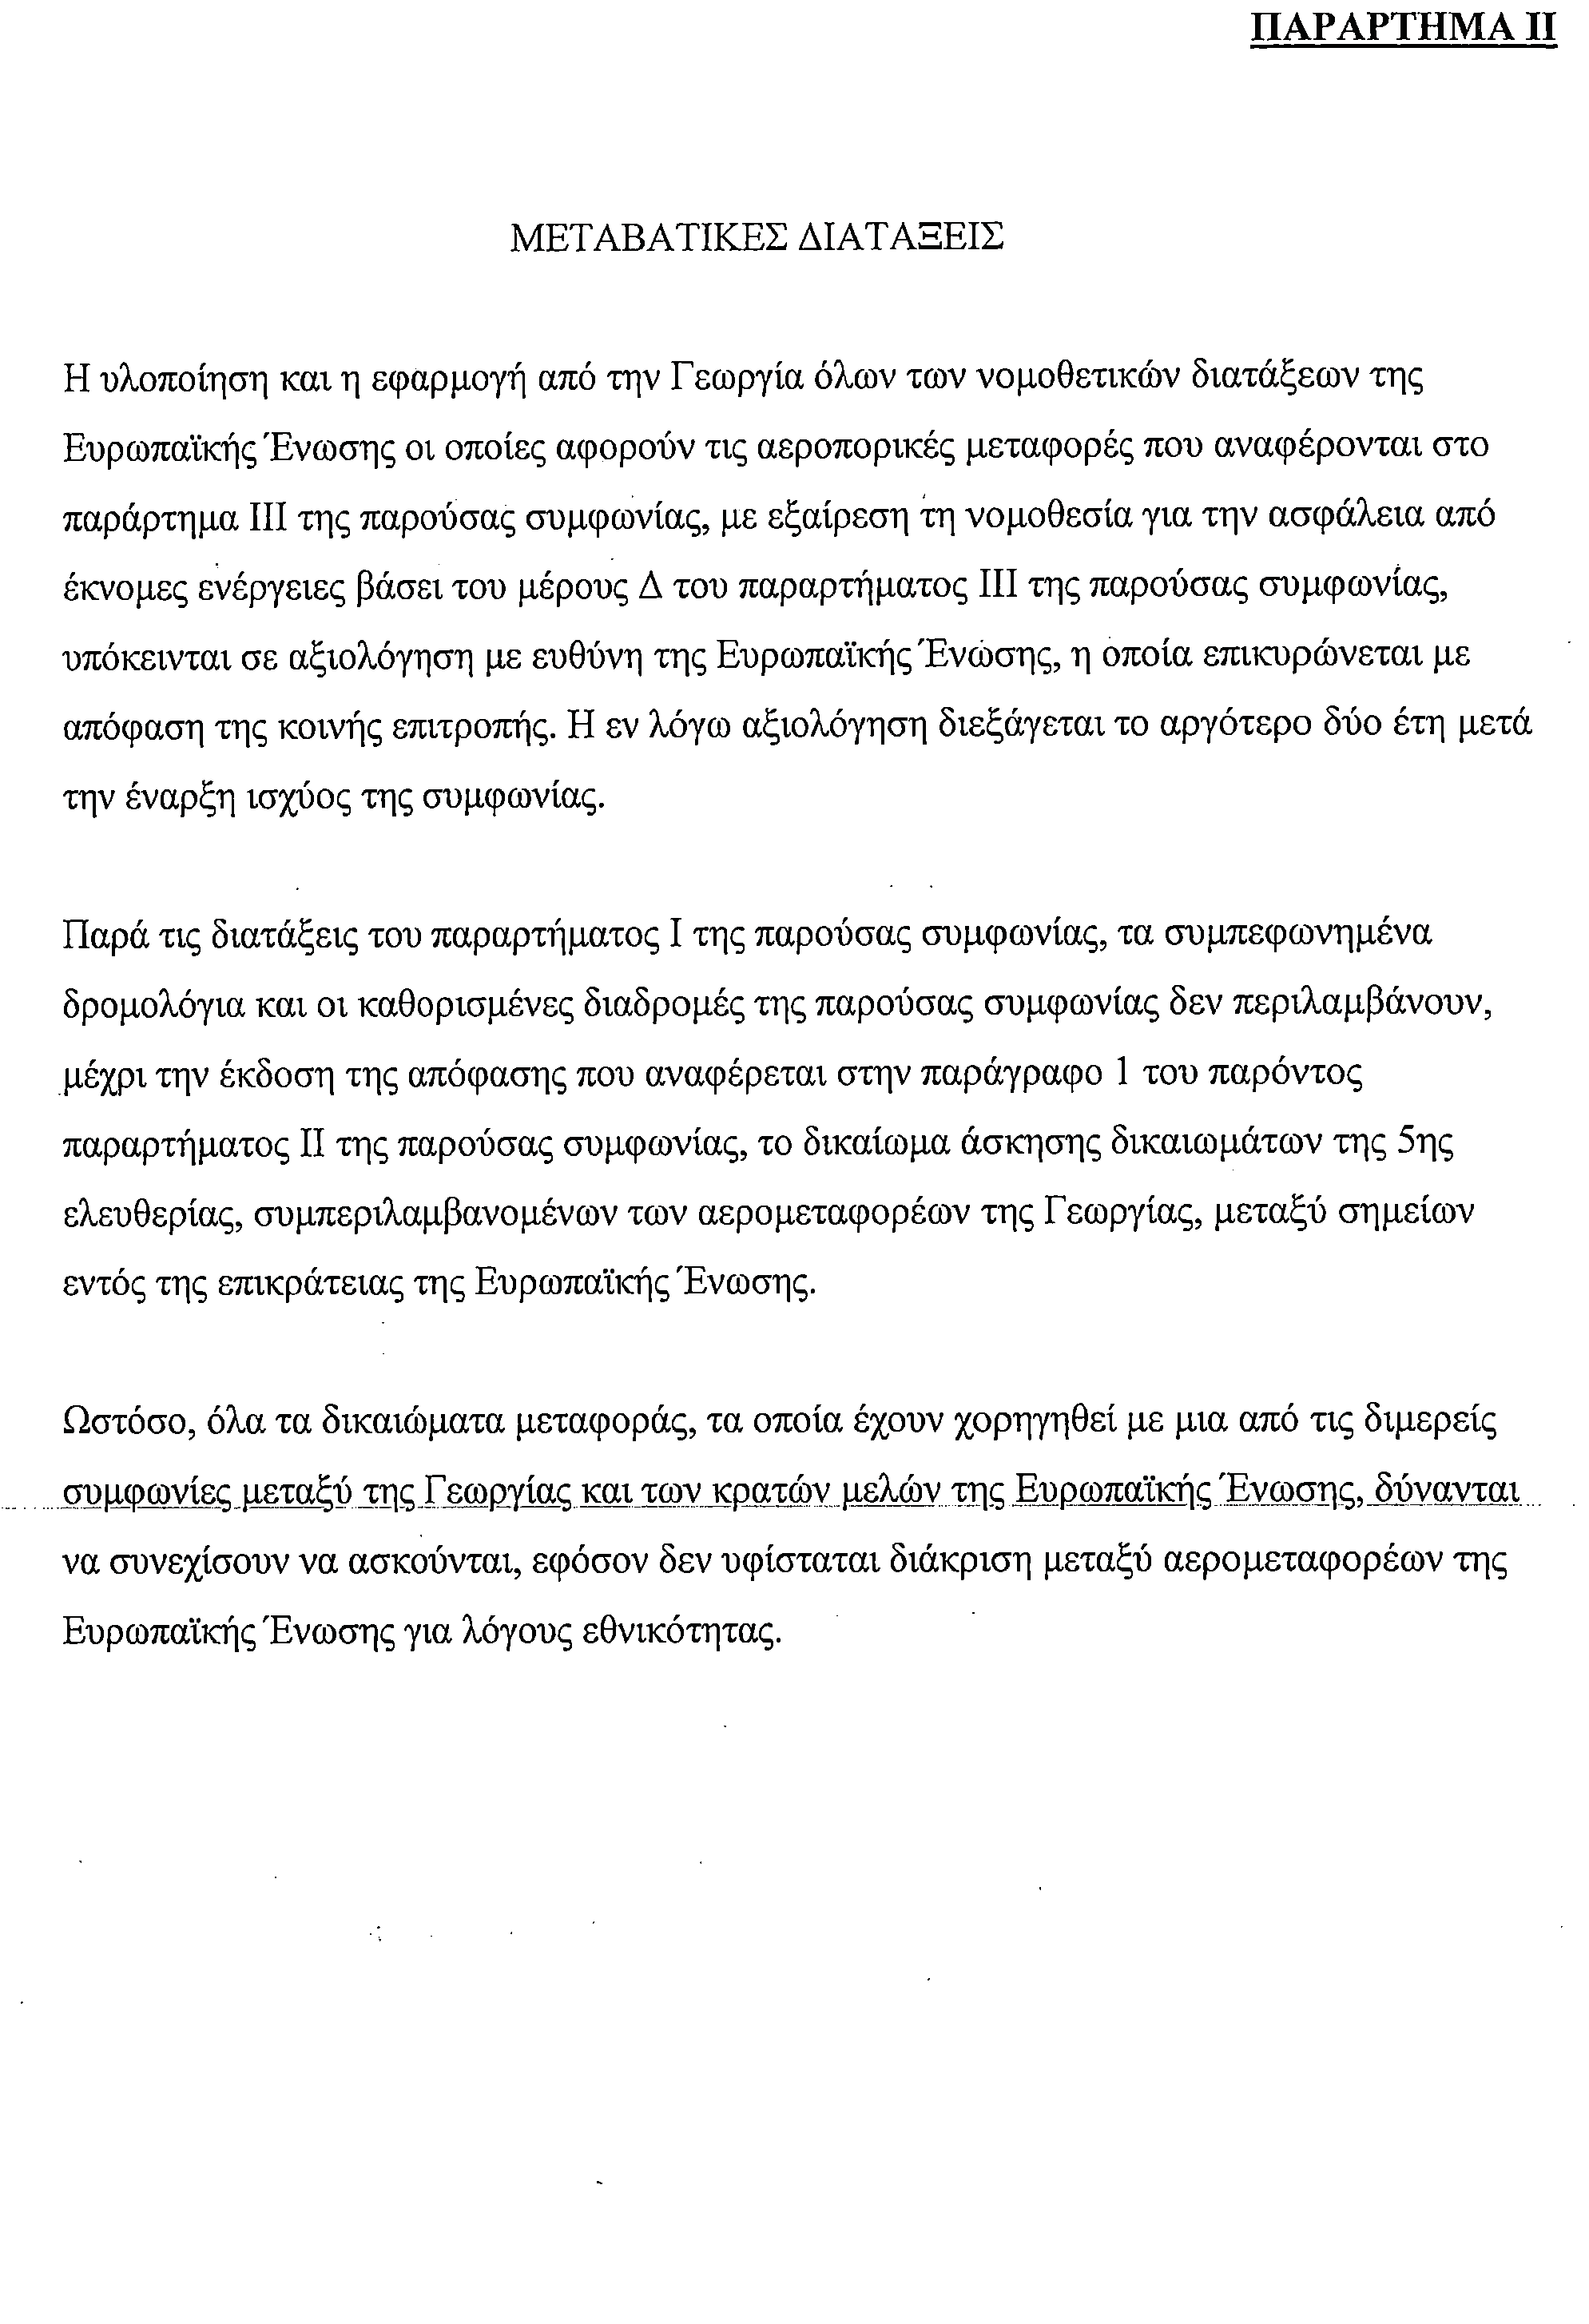 ΠΑΡΑΡΤΗΜΑ ΙΙ
ΜΕΤΑΒΑΤΙΚΕΣ ΔΙΑΤΑΞΕΙΣ
Η υλοποίηση και η εφαρμογή από την Γεωργία όλων των νομοθετικών διατάξεων της
Ευρωπαϊκής Ένωσης οι οποίες αφορούν τις αεροπορικές μεταφορές που αναφέρονται στο
παράρτημα ΙΙΙ της παρούσας συμφωνίας, με εξαίρεση τη νομοθεσία για την ασφάλεια από
έκνομες ενέργειες βάσει του μέρους Δ του παραρτήματος ΙΙΙ της παρούσας συμφωνίας,
υπόκεινται σε αξιολόγηση με ευθύνη της Ευρωπαϊκής Ένωσης, η οποία επικυρώνεται με
απόφαση της κοινής επιτροπής. Η εν λόγω αξιολόγηση διεξάγεται το αργότερο δύο έτη μετά
την έναρξη ισχύος της συμφωνίας.
Παρά τις διατάξεις του παραρτήματος Ι της παρούσας συμφωνίας, τα συμπεφωνημένα
δρομολόγια και οι καθορισμένες διαδρομές της παρούσας συμφωνίας δεν περιλαμβάνουν,
μέχρι την έκδοση της απόφασης που αναφέρεται στην παράγραφο 1 του παρόντος
παραρτήματος ΙΙ της παρούσας συμφωνίας, το δικαίωμα άσκησης δικαιωμάτων της 5ης
ελευθερίας, συμπεριλαμβανομένων των αερομεταφορέων της Γεωργίας, μεταξύ σημείων
εντός της επικράτειας της Ευρωπαϊκής Ένωσης.
Ωστόσο, όλα τα δικαιώματα μεταφοράς, τα οποία έχουν χορηγηθεί με μια από τις διμερείς
συμφωνίες μεταξύ της Γεωργίας και των κρατών μελών της Ευρωπαϊκής Ένωσης, δύνανται
να συνεχίσουν να ασκούνται, εφόσον δεν υφίσταται διάκριση μεταξύ αερομεταφορέων της
Ευρωπαϊκής Ένωσης για λόγους εθνικότητας.